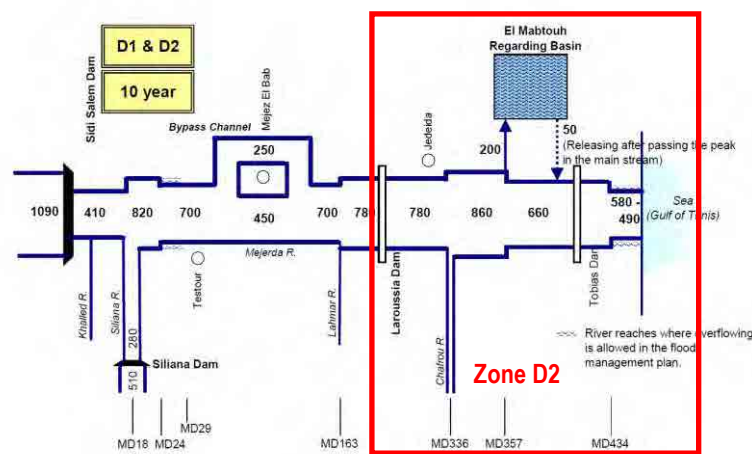 D1 & D2
10 year
Sidi Salem Dam
Bypass Channel
Mejez El Bab
El Mabtouh
Regarding Basin
Jedeida
200
50
(Releasing after passing the peak
in the main stream)
250
1090
410
820
700
450
700
780
780
860
660
580 -
490
Sea
(Gulf of Tunis)
Khalled R.
Siliana R.
280
510
Siliana Dam
Testour
Mejerda R.
Lahmar R.
Laroussia Dam
Chafrou R.
Tobias Dam
River reaches where overflowing
is allowed in the flood
management plan.
Zone D2
MD18
MD24
MD29
MD163
MD336
MD357
MD434